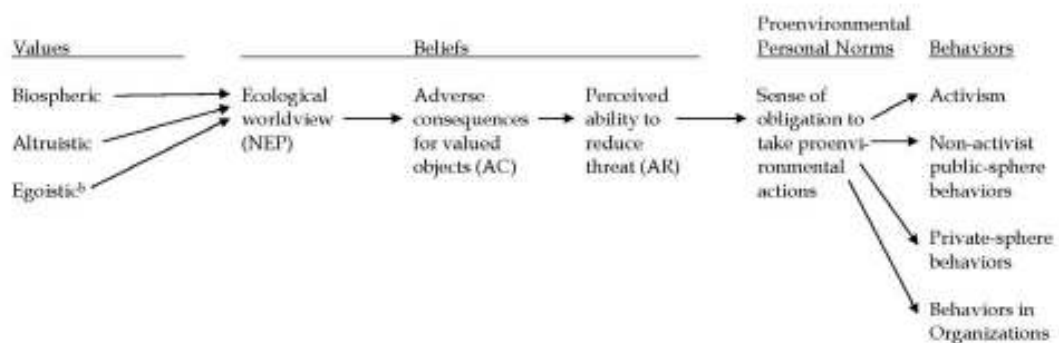 Values
Beliefs
Proenvironmental
Personal Norms
Behaviors
Biospheric
Altruistic
Egoisticᵇ
Ecological
worldview
(NEP)
Adverse
consequences
for valued
objects (AC)
Perceived
ability to
reduce
threat (AR)
Sense of
obligation to
take proenvi-
ronmental
actions
Activism
Non-activist
public-sphere
behaviors
Private-sphere
behaviors
Behaviors in
Organizations